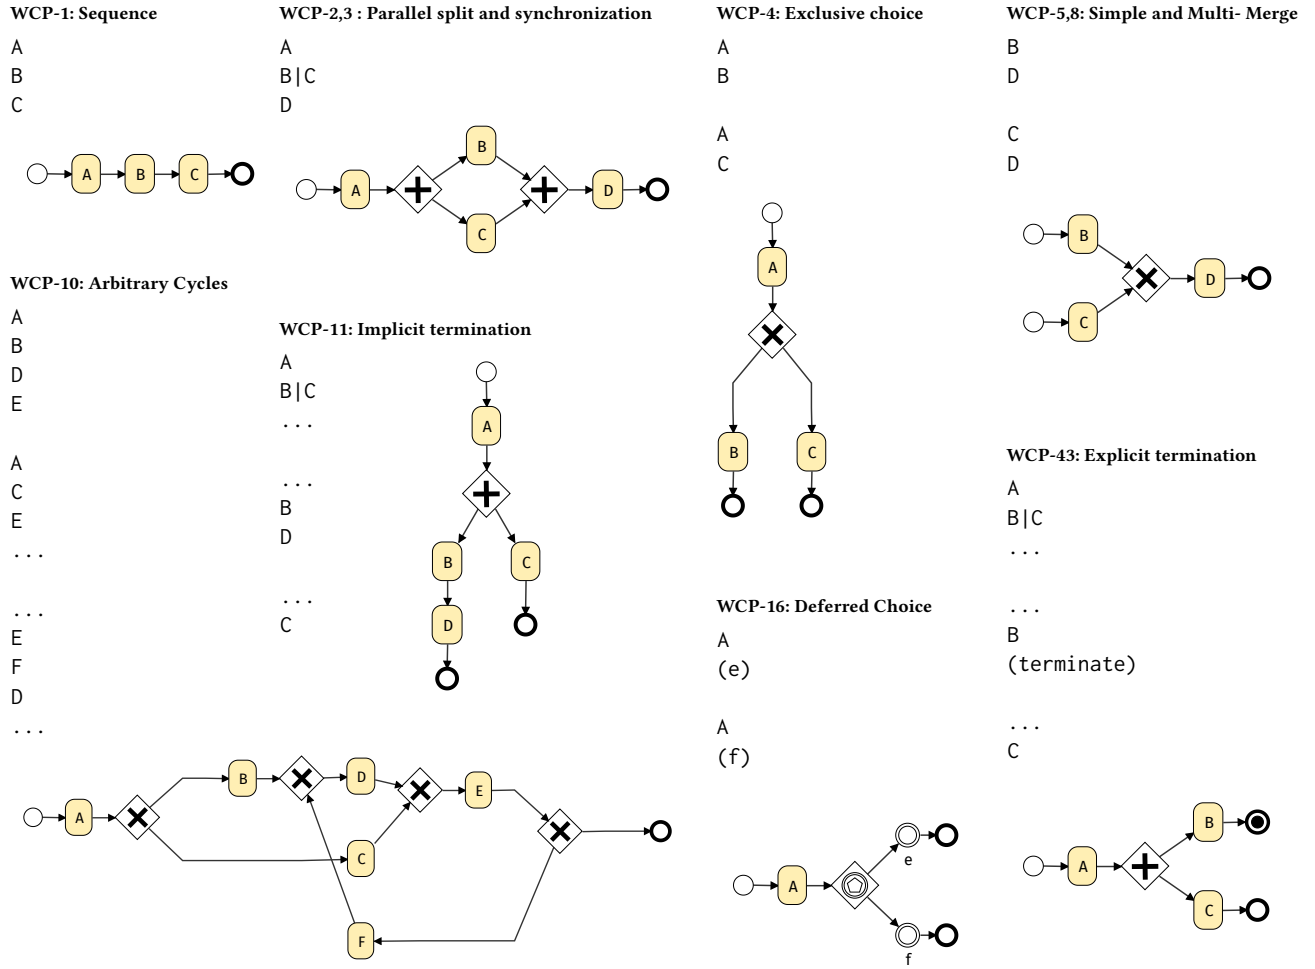 WCP-1: Sequence
A
B
C
A B C
WCP-2,3 : Parallel split and synchronization
A
B|C
D
A B C D
WCP-4: Exclusive choice
A
B
A
C
A
B C
WCP-5,8: Simple and Multi- Merge
B
D
C
D
B
C
D
WCP-10: Arbitrary Cycles
A
B
D
E
A
C
E
...
...
E
F
D
...
A B D E
C
F
WCP-11: Implicit termination
A
B|C
...
...
B
D
...
C
A
B C
D
WCP-16: Deferred Choice
A
(e)
A
(f)
A
e
f
WCP-43: Explicit termination
A
B|C
...
...
B
(terminate)
...
C
B
A
C